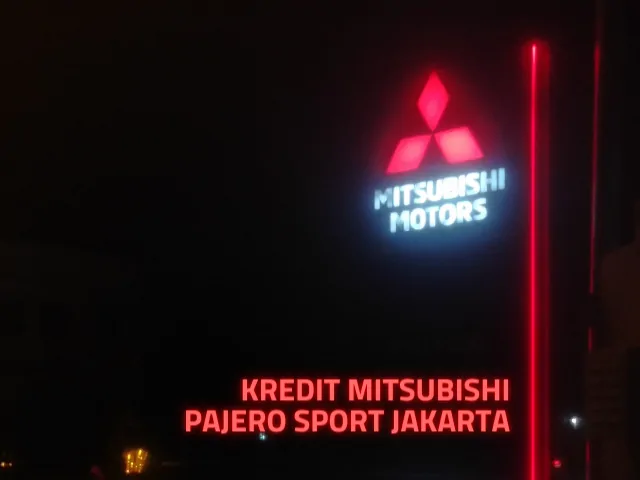 MITSUBISHI
MOTORS
KREDIT MITSUBISHI
PAJERO SPORT JAKARTA